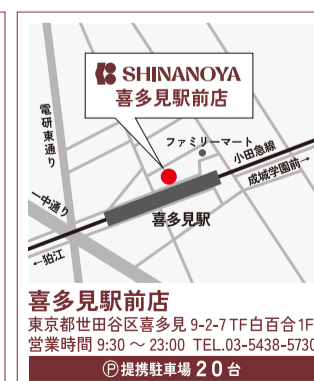 SHINANOYA
喜多見駅前店
電研東通り
ファミリーマート
小田急線
成城学園前→
一中通り
喜多見駅
←狛江
喜多見駅前店
東京都世田谷区喜多見 9-2-7 TF白百合1F
営業時間 9:30 〜 23:00 TEL.03-5438-5730
Ⓟ提携駐車場 20 台